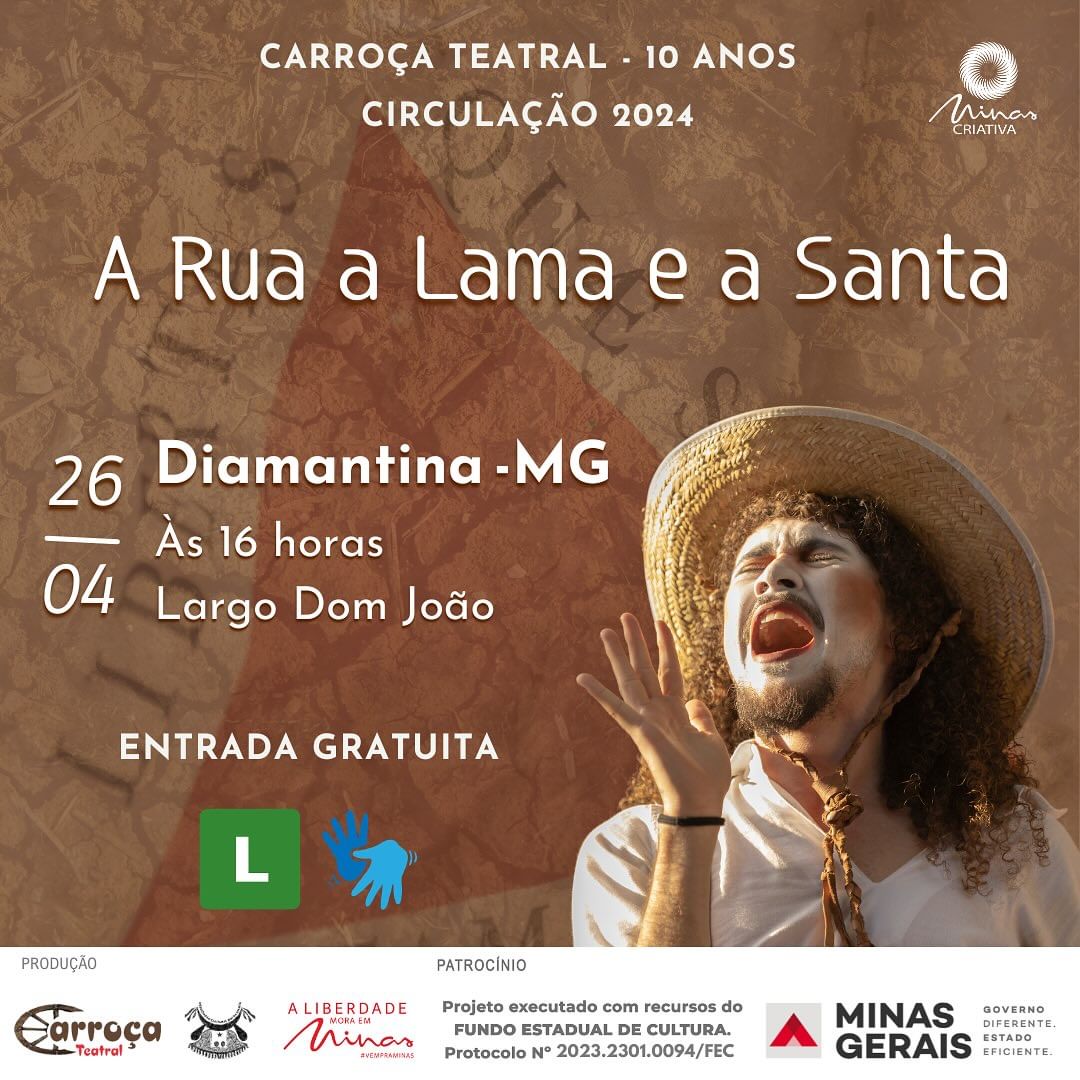 CARROÇA TEATRAL - 10 ANOS
CIRCULAÇÃO 2024
Minas
CRIATIVA
LIBERTAS QUÆ S
A Rua a Lama e a Santa
26
04
Diamantina -MG
Às 16 horas
Largo Dom João
ENTRADA GRATUITA
L
PRODUÇÃO
PATROCÍNIO
Carroça
Teatral
A LIBERDADE
MORA EM
Minas
#VEMPRAMINAS
Projeto executado com recursos do
FUNDO ESTADUAL DE CULTURA.
Protocolo Nº 2023.2301.0094/FEC
MINAS
GERAIS
GOVERNO
DIFERENTE.
ESTADO
EFICIENTE.